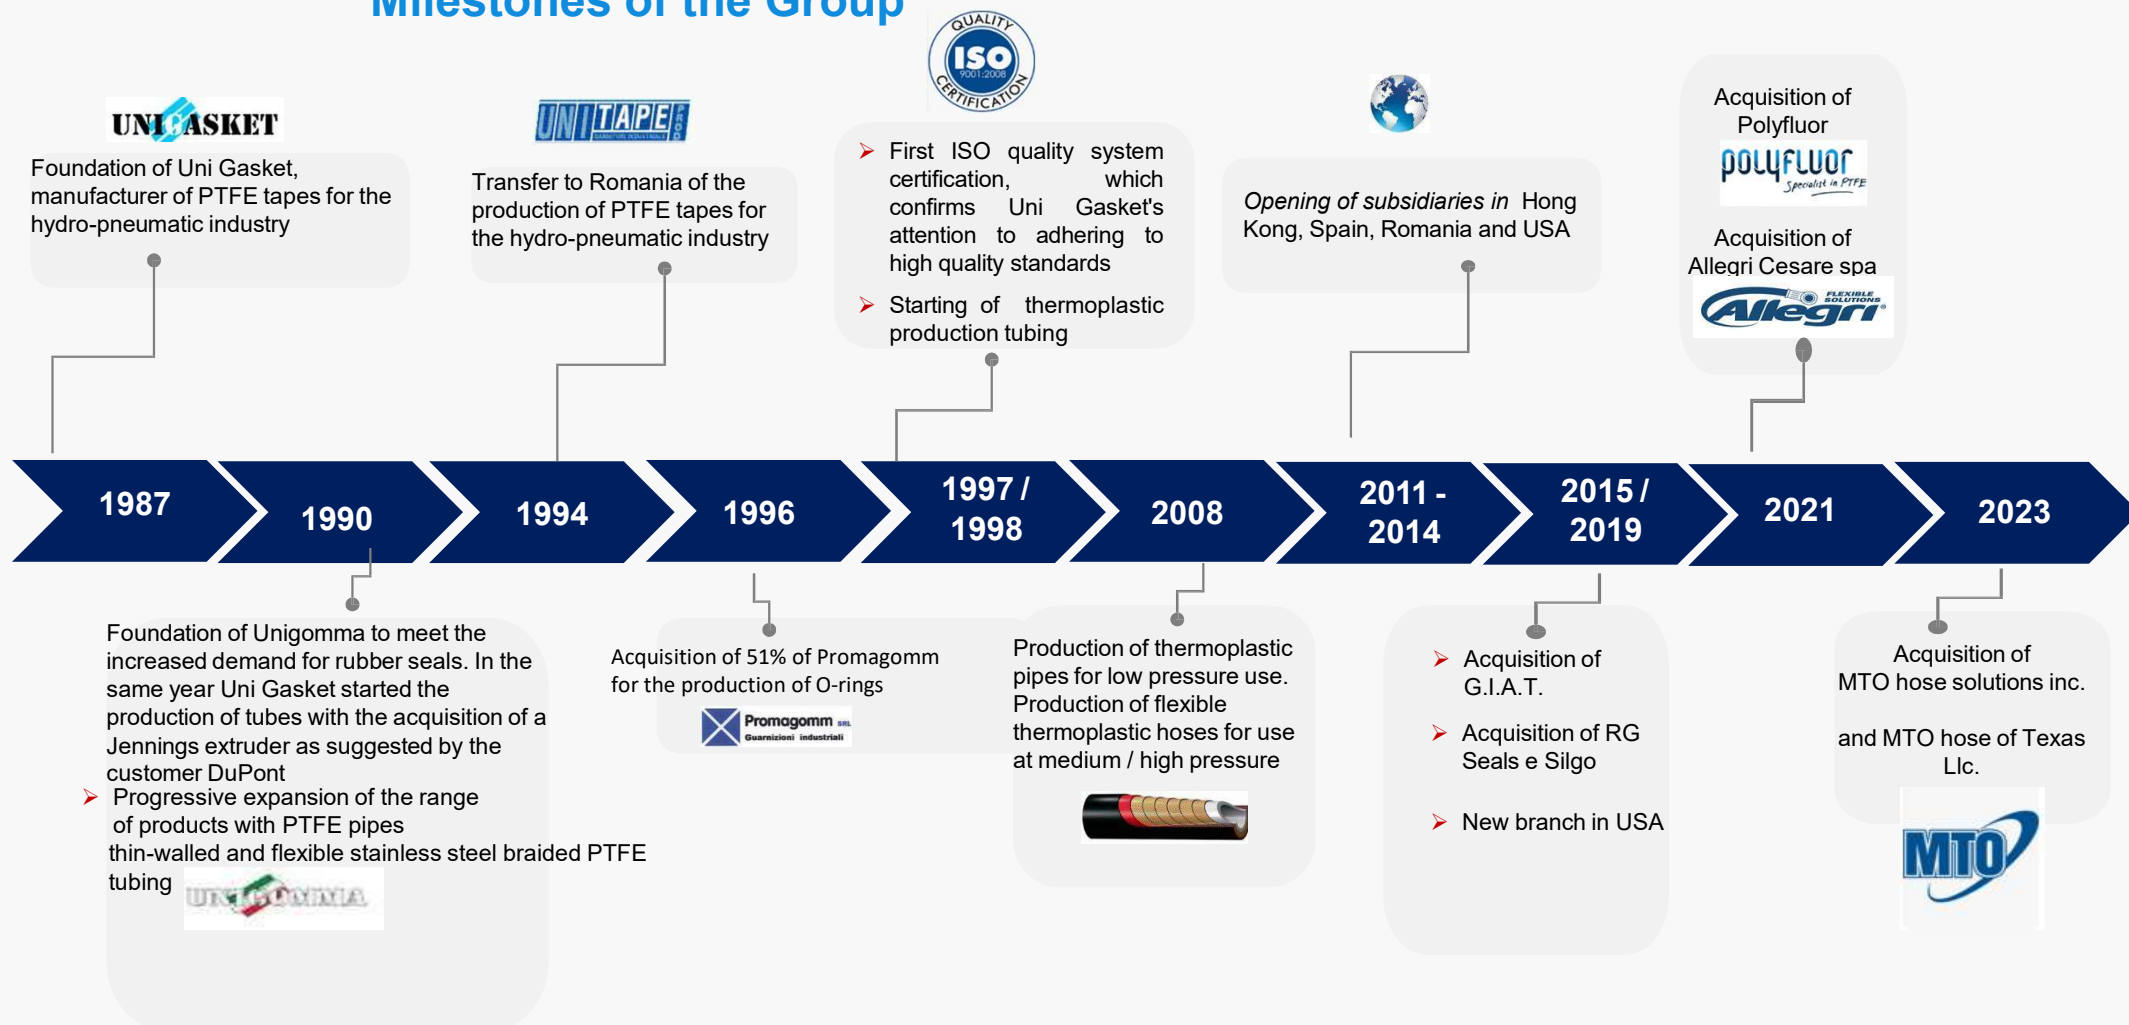 Milestones of the Group
UNIGASKET
Foundation of Uni Gasket,
manufacturer of PTFE tapes for the
hydro-pneumatic industry
UNITAPE PROD
Transfer to Romania of the
production of PTFE tapes for
the hydro-pneumatic industry
QUALITY
ISO
9001:2008
CERTIFICATION
➢ First ISO quality system
certification, which
confirms Uni Gasket's
attention to adhering to
high quality standards
➢ Starting of thermoplastic
production tubing
Opening of subsidiaries in Hong
Kong, Spain, Romania and USA
Acquisition of
Polyfluor
POLYFLUOR
Specialist in PTFE
Acquisition of
Allegri Cesare spa
FLEXIBLE
SOLUTIONS
Allegri®
1987
1990
1994
1996
1997 /
1998
2008
2011 -
2014
2015 /
2019
2021
2023
Foundation of Unigomma to meet the
increased demand for rubber seals. In the
same year Uni Gasket started the
production of tubes with the acquisition of a
Jennings extruder as suggested by the
customer DuPont
➢ Progressive expansion of the range
of products with PTFE pipes
thin-walled and flexible stainless steel braided PTFE
tubing
UNIGOMMA
Acquisition of 51% of Promagomm
for the production of O-rings
Promagomm SRL
Guarnizioni industriali
Production of thermoplastic
pipes for low pressure use.
Production of flexible
thermoplastic hoses for use
at medium / high pressure
➢ Acquisition of
G.I.A.T.
➢ Acquisition of RG
Seals e Silgo
➢ New branch in USA
Acquisition of
MTO hose solutions inc.
and MTO hose of Texas
Llc.
MTO